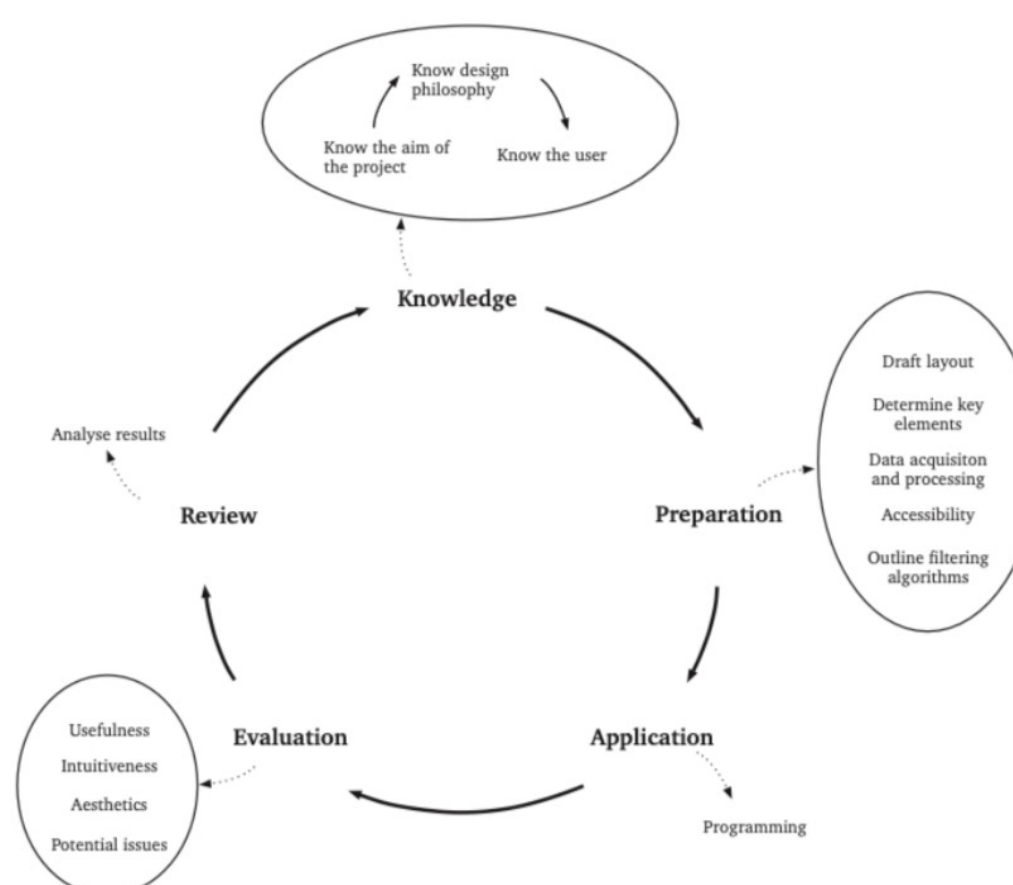 Know design
philosophy
Know the aim of
the project
Know the user
Knowledge
Draft layout
Determine key
elements
Data acquisiton
and processing
Accessibility
Outline filtering
algorithms
Analyse results
Review
Preparation
Usefulness
Intuitiveness
Aesthetics
Potential issues
Evaluation
Application
Programming